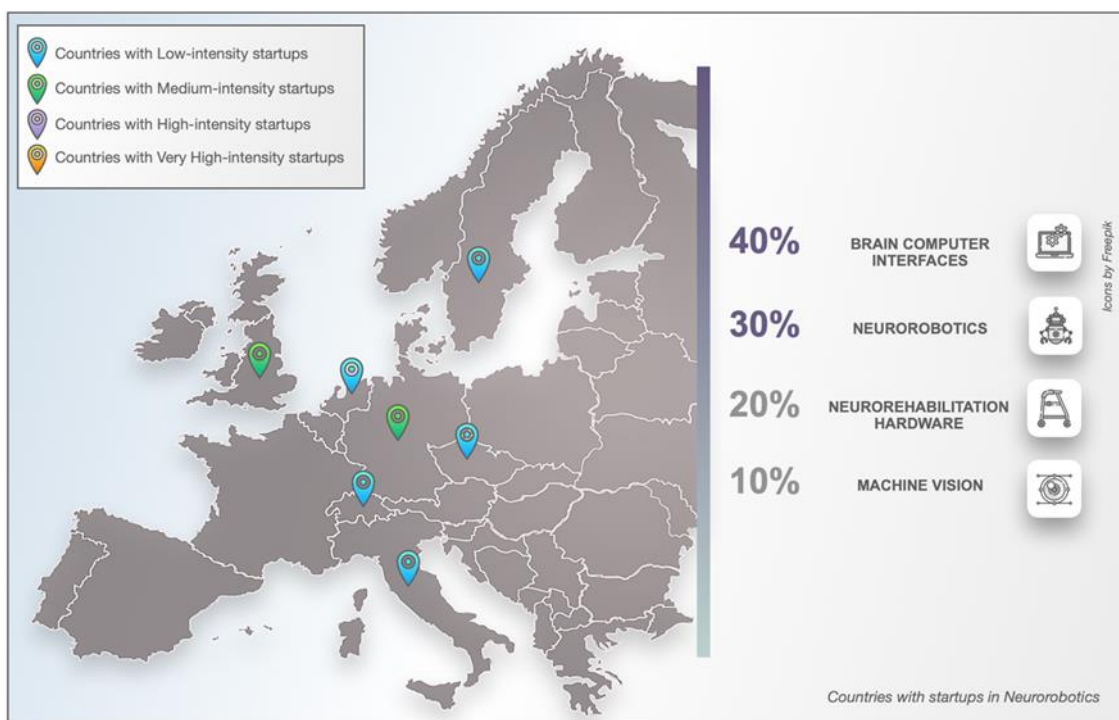 Countries with Low-intensity startups
Countries with Medium-intensity startups
Countries with High-intensity startups
Countries with Very High-intensity startups
40%
BRAIN COMPUTER
INTERFACES
30%
NEUROROBOTICS
20%
NEUROREHABILITATION
HARDWARE
10%
MACHINE VISION
Icons by Freepik
Countries with startups in Neurorobotics